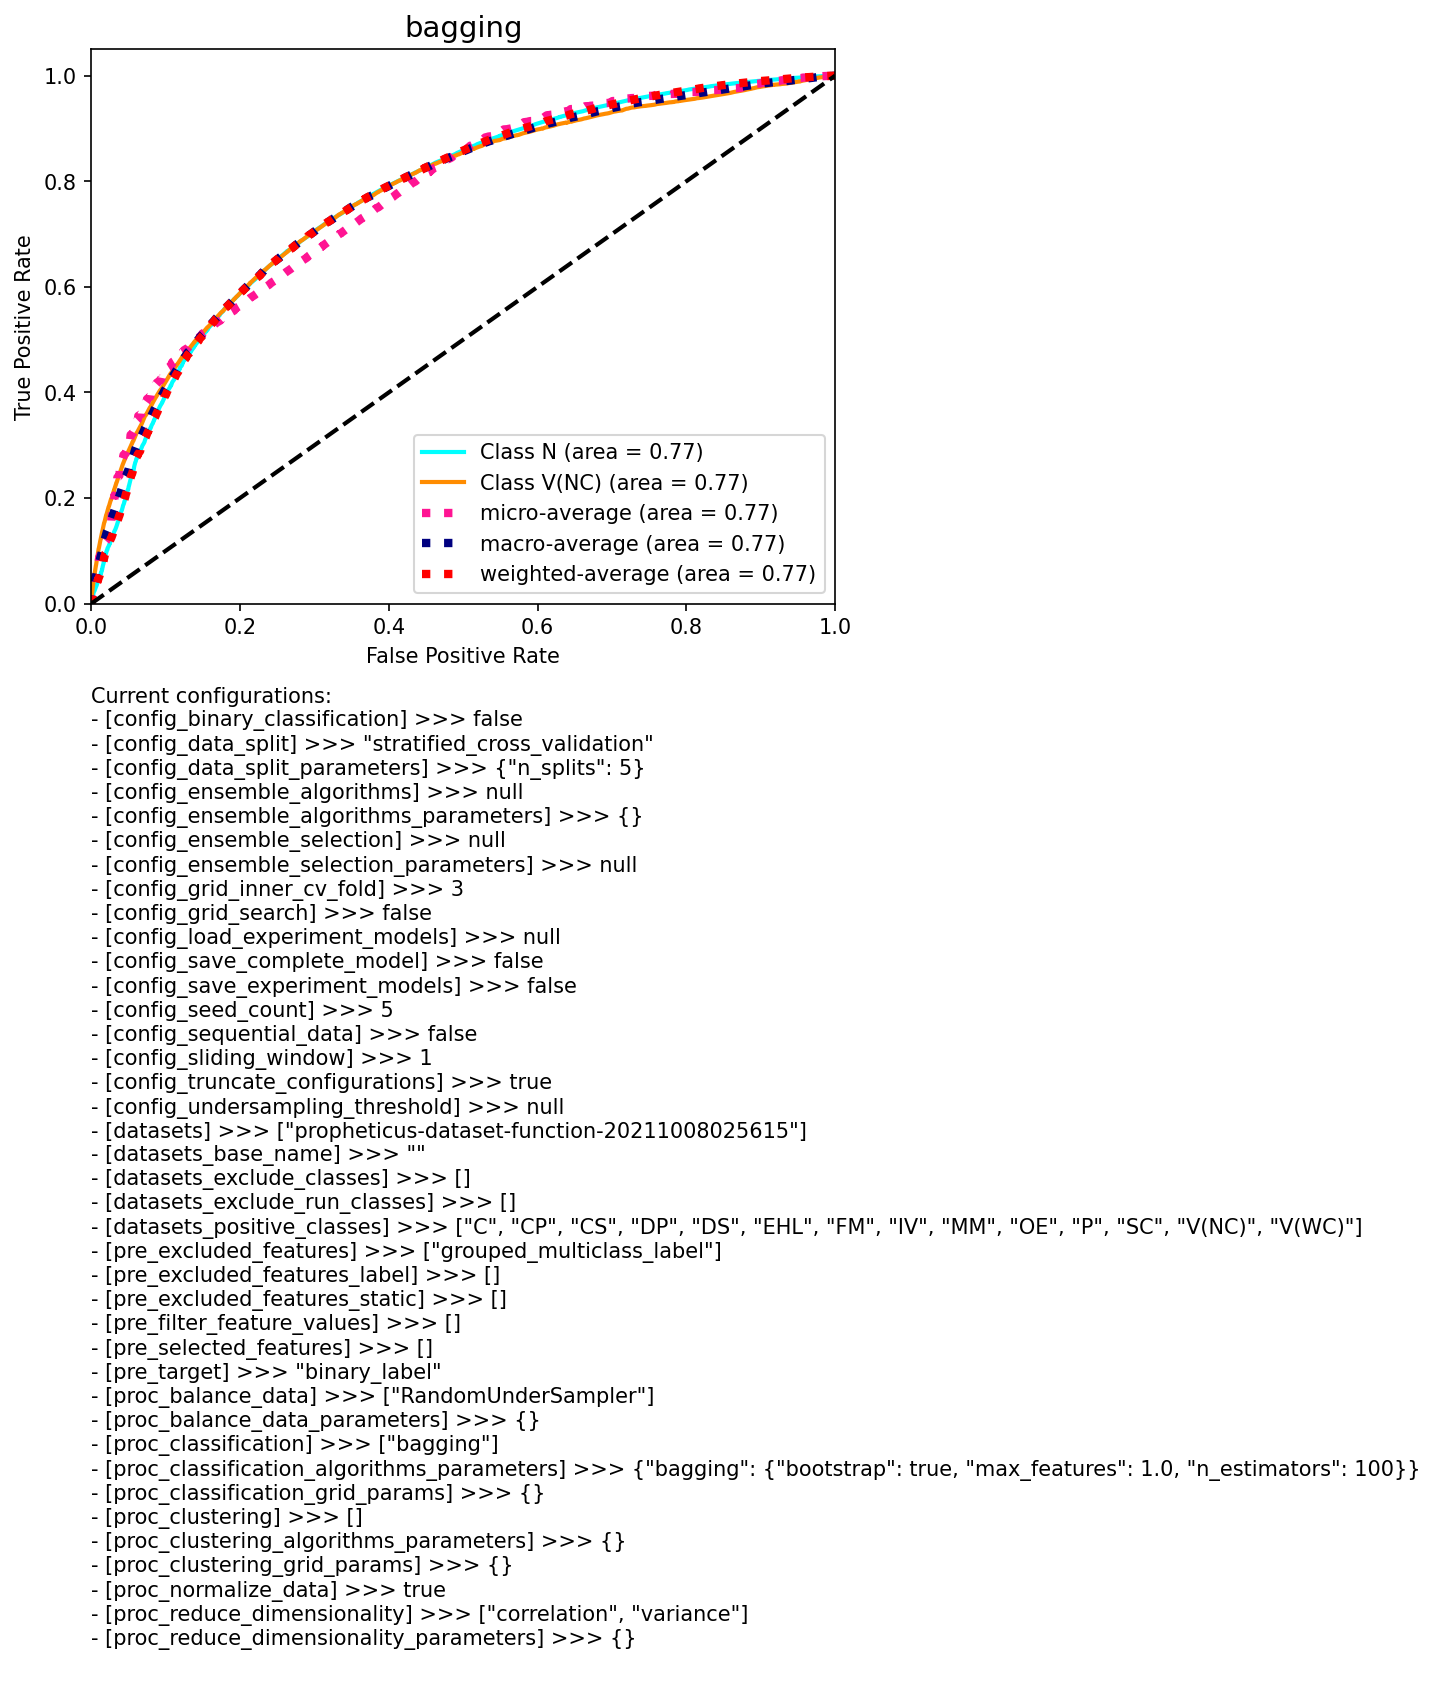 bagging
1.0
0.8
0.6
0.4
0.2
0.0
True Positive Rate
Class N (area = 0.77)
Class V(NC) (area = 0.77)
micro-average (area = 0.77)
macro-average (area = 0.77)
weighted-average (area = 0.77)
0.0 0.2 0.4 0.6 0.8 1.0
False Positive Rate
Current configurations:
- [config_binary_classification] >>> false
- [config_data_split] >>> "stratified_cross_validation"
- [config_data_split_parameters] >>> {"n_splits": 5}
- [config_ensemble_algorithms] >>> null
- [config_ensemble_algorithms_parameters] >>> {}
- [config_ensemble_selection] >>> null
- [config_ensemble_selection_parameters] >>> null
- [config_grid_inner_cv_fold] >>> 3
- [config_grid_search] >>> false
- [config_load_experiment_models] >>> null
- [config_save_complete_model] >>> false
- [config_save_experiment_models] >>> false
- [config_seed_count] >>> 5
- [config_sequential_data] >>> false
- [config_sliding_window] >>> 1
- [config_truncate_configurations] >>> true
- [config_undersampling_threshold] >>> null
- [datasets] >>> ["propheticus-dataset-function-20211008025615"]
- [datasets_base_name] >>> ""
- [datasets_exclude_classes] >>> []
- [datasets_exclude_run_classes] >>> []
- [datasets_positive_classes] >>> ["C", "CP", "CS", "DP", "DS", "EHL", "FM", "IV", "MM", "OE", "P", "SC", "V(NC)", "V(WC)"]
- [pre_excluded_features] >>> ["grouped_multiclass_label"]
- [pre_excluded_features_label] >>> []
- [pre_excluded_features_static] >>> []
- [pre_filter_feature_values] >>> []
- [pre_selected_features] >>> []
- [pre_target] >>> "binary_label"
- [proc_balance_data] >>> ["RandomUnderSampler"]
- [proc_balance_data_parameters] >>> {}
- [proc_classification] >>> ["bagging"]
- [proc_classification_algorithms_parameters] >>> {"bagging": {"bootstrap": true, "max_features": 1.0, "n_estimators": 100}}
- [proc_classification_grid_params] >>> {}
- [proc_clustering] >>> []
- [proc_clustering_algorithms_parameters] >>> {}
- [proc_clustering_grid_params] >>> {}
- [proc_normalize_data] >>> true
- [proc_reduce_dimensionality] >>> ["correlation", "variance"]
- [proc_reduce_dimensionality_parameters] >>> {}